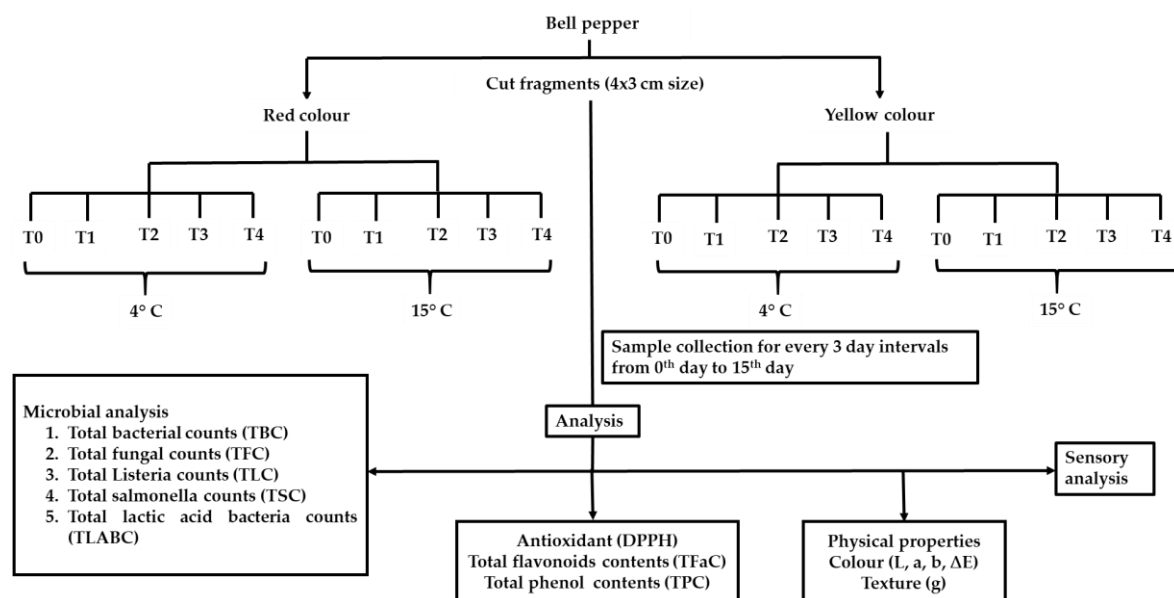 Bell pepper
Cut fragments (4x3 cm size)
Red colour
Yellow colour
T0 T1 T2 T3 T4
T0 T1 T2 T3 T4
T0 T1 T2 T3 T4
T0 T1 T2 T3 T4
4° C
15° C
4° C
15° C
Sample collection for every 3 day intervals
from 0th day to 15th day
Microbial analysis
1. Total bacterial counts (TBC)
2. Total fungal counts (TFC)
3. Total Listeria counts (TLC)
4. Total salmonella counts (TSC)
5. Total lactic acid bacteria counts
(TLABC)
Analysis
Sensory
analysis
Antioxidant (DPPH)
Total flavonoids contents (TFaC)
Total phenol contents (TPC)
Physical properties
Colour (L, a, b, ΔE)
Texture (g)